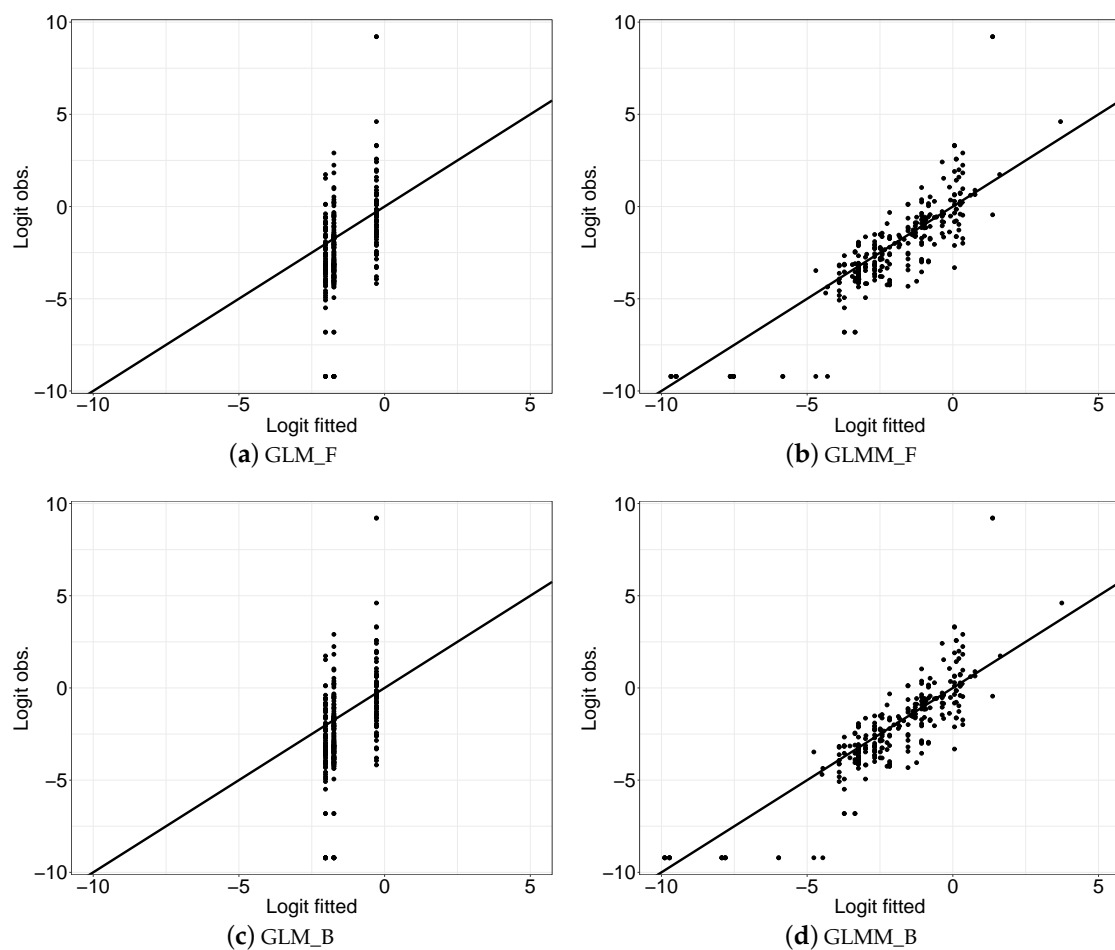 10
5
0
−5
−10
Logit obs.
−10 −5 0 5
Logit fitted
(a) GLM_F
10
5
0
−5
−10
Logit obs.
−10 −5 0 5
Logit fitted
(b) GLMM_F
10
5
0
−5
−10
Logit obs.
−10 −5 0 5
Logit fitted
(c) GLM_B
10
5
0
−5
−10
Logit obs.
−10 −5 0 5
Logit fitted
(d) GLMM_B